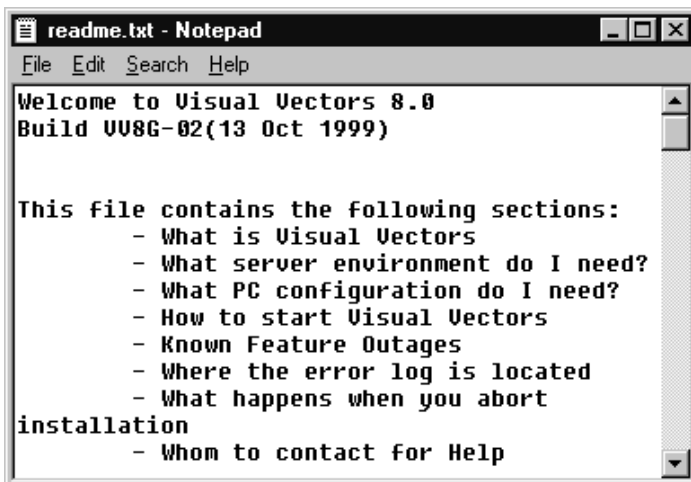 readme.txt - Notepad
File Edit Search Help
Welcome to Visual Vectors 8.0
Build VV8G-02(13 Oct 1999)
This file contains the following sections:
- What is Visual Vectors
- What server environment do I need?
- What PC configuration do I need?
- How to start Visual Vectors
- Known Feature Outages
- Where the error log is located
- What happens when you abort
installation
- Whom to contact for Help